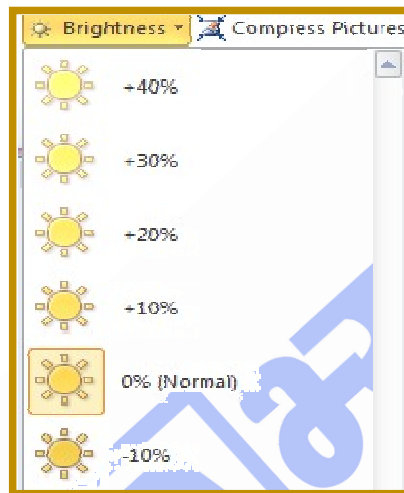 Brightness Compress Pictures
+40%
+30%
+20%
+10%
0% (Normal)
-10%